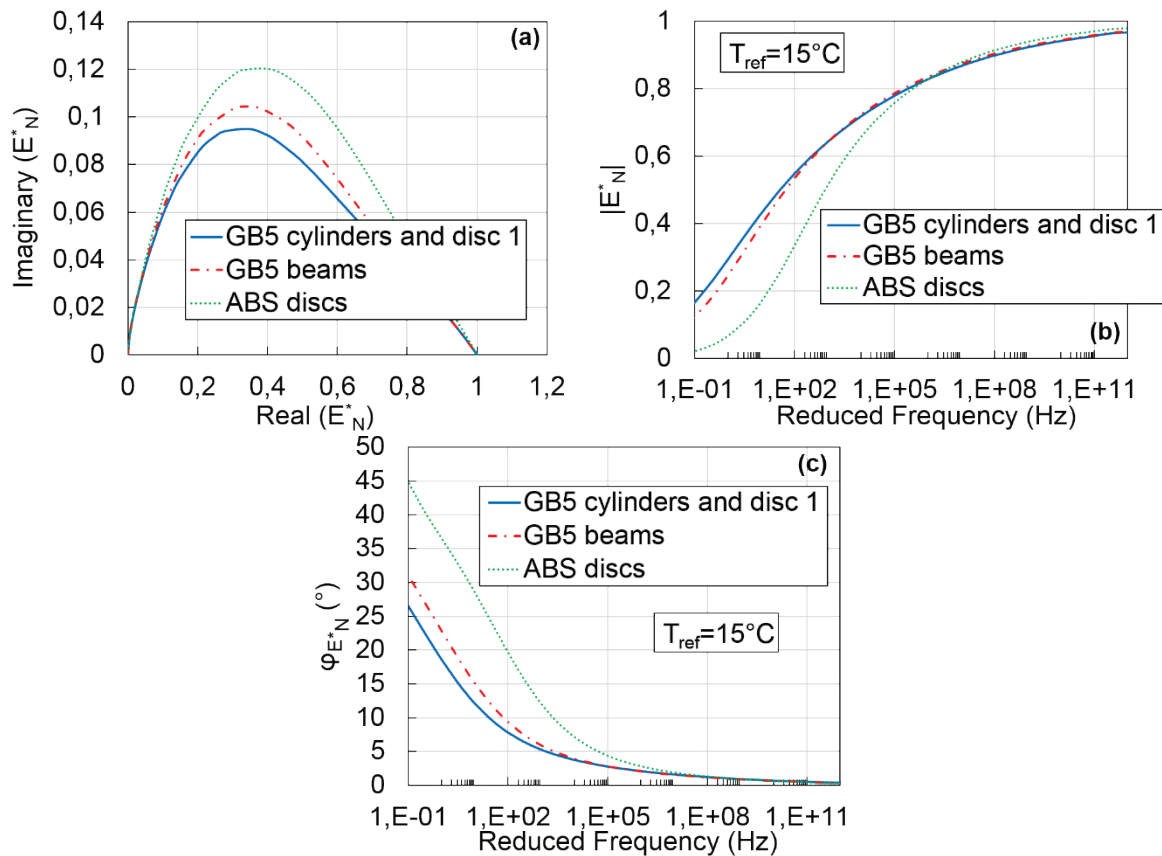 0,14
0,12
0,1
0,08
0,06
0,04
0,02
0
Imaginary (E*N)
(a)
GB5 cylinders and disc 1
GB5 beams
ABS discs
0 0,2 0,4 0,6 0,8 1 1,2
Real (E*N)
1
0,8
0,6
0,4
0,2
0
|E*N|
Tref=15°C
GB5 cylinders and disc 1
GB5 beams
ABS discs
(b)
1,E-01 1,E+02 1,E+05 1,E+08 1,E+11
Reduced Frequency (Hz)
50
45
40
35
30
25
20
15
10
5
0
φE*N (°)
(c)
GB5 cylinders and disc 1
GB5 beams
ABS discs
Tref=15°C
1,E-01 1,E+02 1,E+05 1,E+08 1,E+11
Reduced Frequency (Hz)